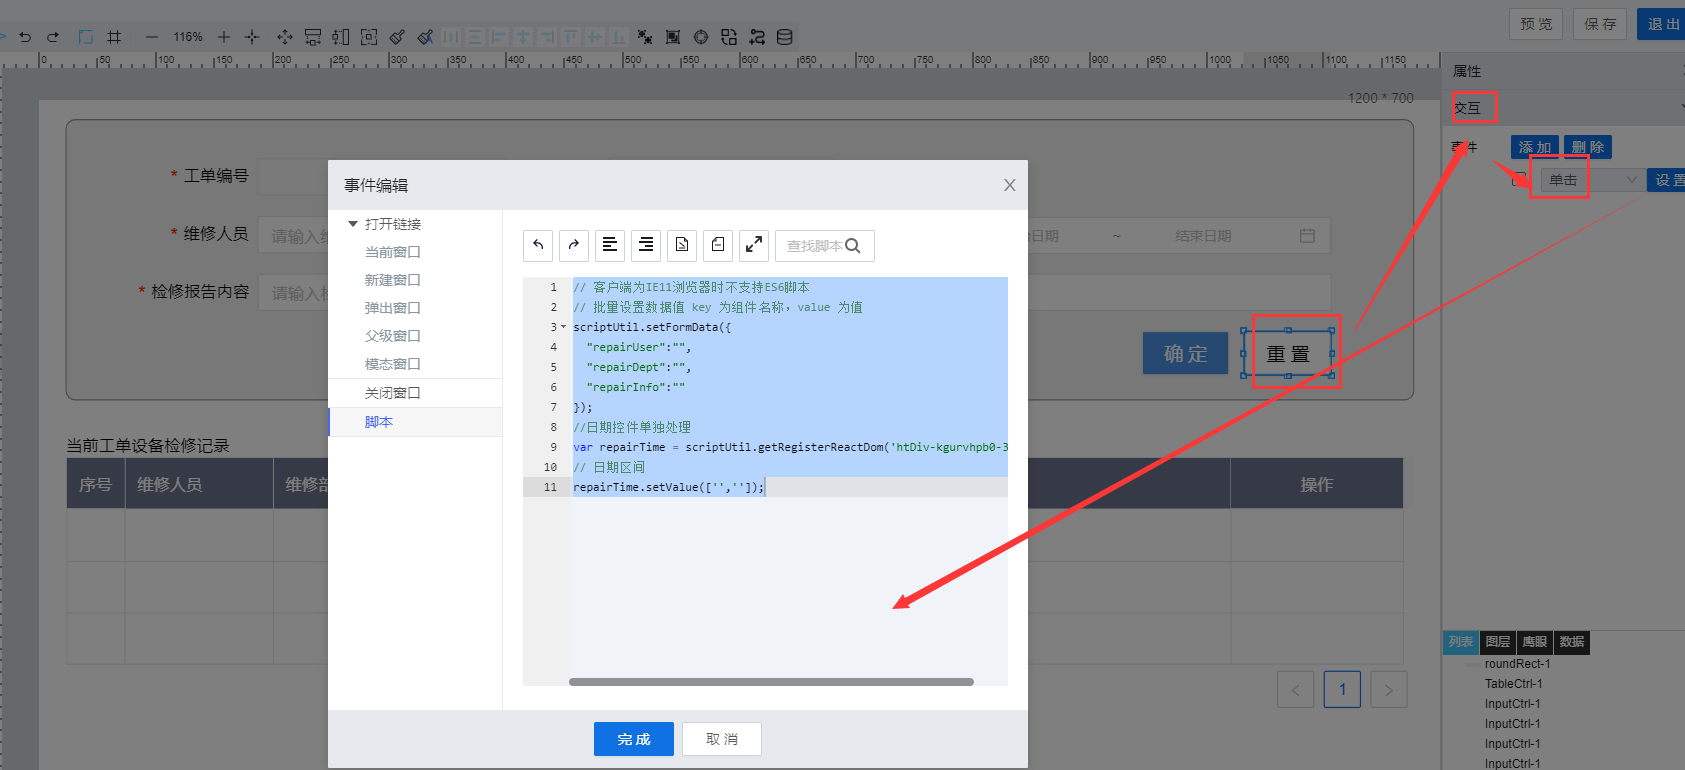 预 览
保 存
退 出
116%
0
50
100
150
200
250
300
350
400
450
500
550
600
650
700
750
800
850
900
950
1000
1050
1100
1150
属性
1200 * 700
交互
事件
添 加
删 除
单击
设 置
* 工单编号
* 维修人员
请输入
日期
~
结束日期
* 检修报告内容
请输入
确 定
重 置
当前工单设备检修记录
序号
维修人员
维修部
操作
<
1
>
事件编辑
X
打开链接
当前窗口
新建窗口
弹出窗口
父级窗口
模态窗口
关闭窗口
脚本
查找脚本
1 // 客户端为IE11浏览器时不支持ES6脚本
2 // 批量设置数据值 key 为组件名称，value 为值
3 scriptUtil.setFormData({
4 "repairUser":"",
5 "repairDept":"",
6 "repairInfo":""
7 });
8 //日期控件单独处理
9 var repairTime = scriptUtil.getRegisterReactDom('htDiv-kgurvhpb0-3
10 // 日期区间
11 repairTime.setValue(['','']);
完 成
取 消
列表
图层
鹰眼
数据
roundRect-1
TableCtrl-1
InputCtrl-1
InputCtrl-1
InputCtrl-1
InputCtrl-1